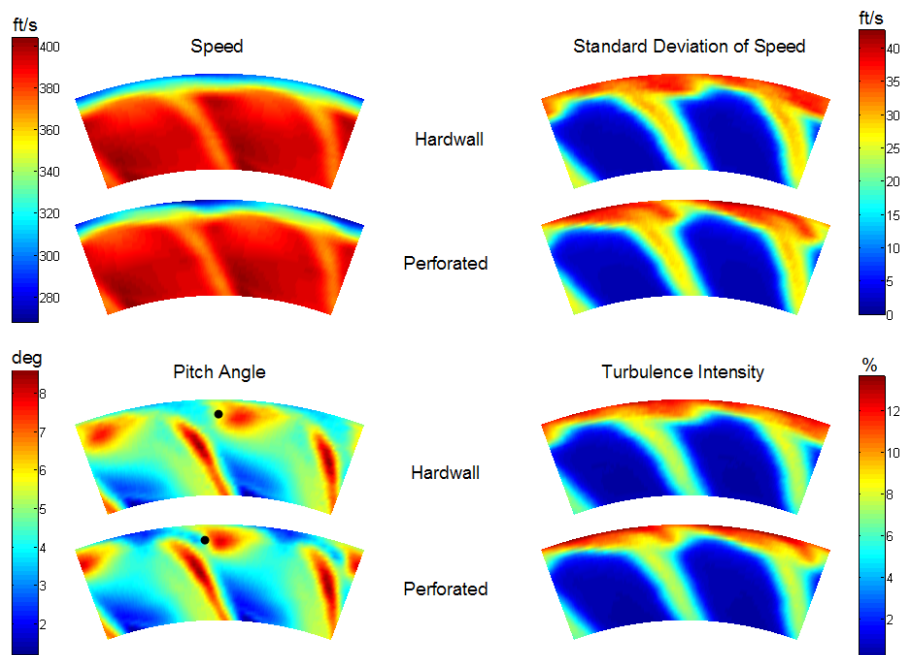 ft/s
Speed
400
380
360
340
320
300
280
Standard Deviation of Speed
ft/s
40
35
30
25
20
15
10
5
0
Hardwall
Perforated
deg
Pitch Angle
8
7
6
5
4
3
2
Turbulence Intensity
%
12
10
8
6
4
2
Hardwall
Perforated